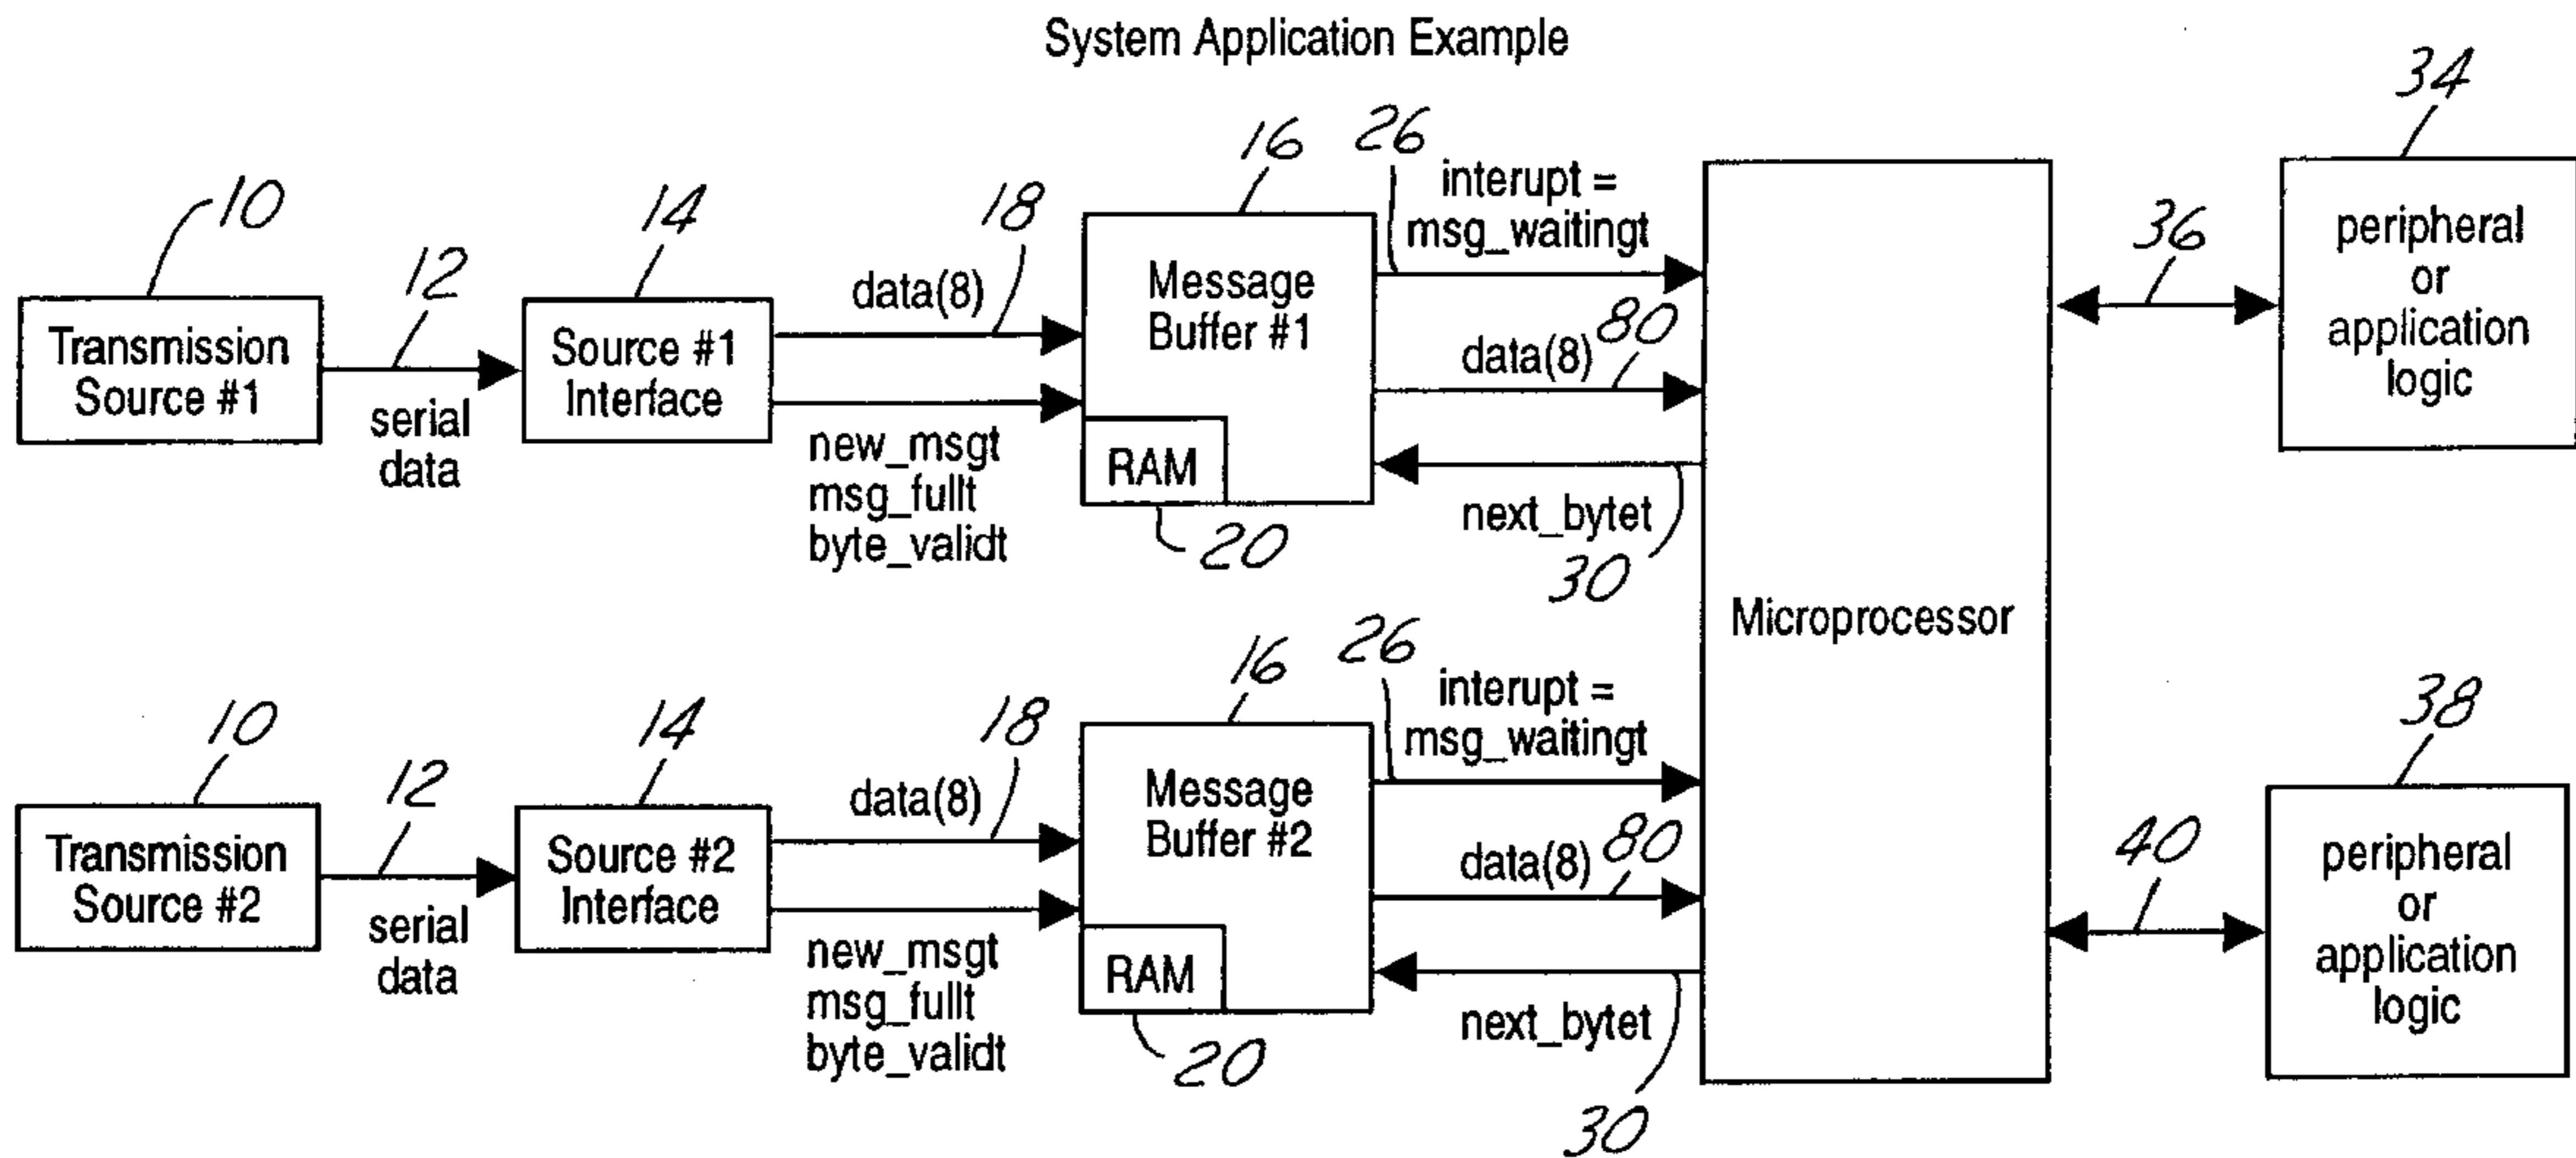 System Application Example
34
16
26
10
14
18
interupt =
msg_waitingt
36
peripheral
or
application
logic
12
data(8)
Message
Buffer #1
80
data(8)
Transmission
Source #1
Source #1
Interface
serial
data
new_msgt
msg_fullt
byte_validt
RAM
next_bytet
20
30
Microprocessor
16
26
10
14
18
interupt =
msg_waitingt
38
12
data(8)
Message
Buffer #2
80
data(8)
40
peripheral
or
application
logic
Transmission
Source #2
Source #2
Interface
serial
data
new_msgt
msg_fullt
byte_validt
RAM
next_bytet
20
30